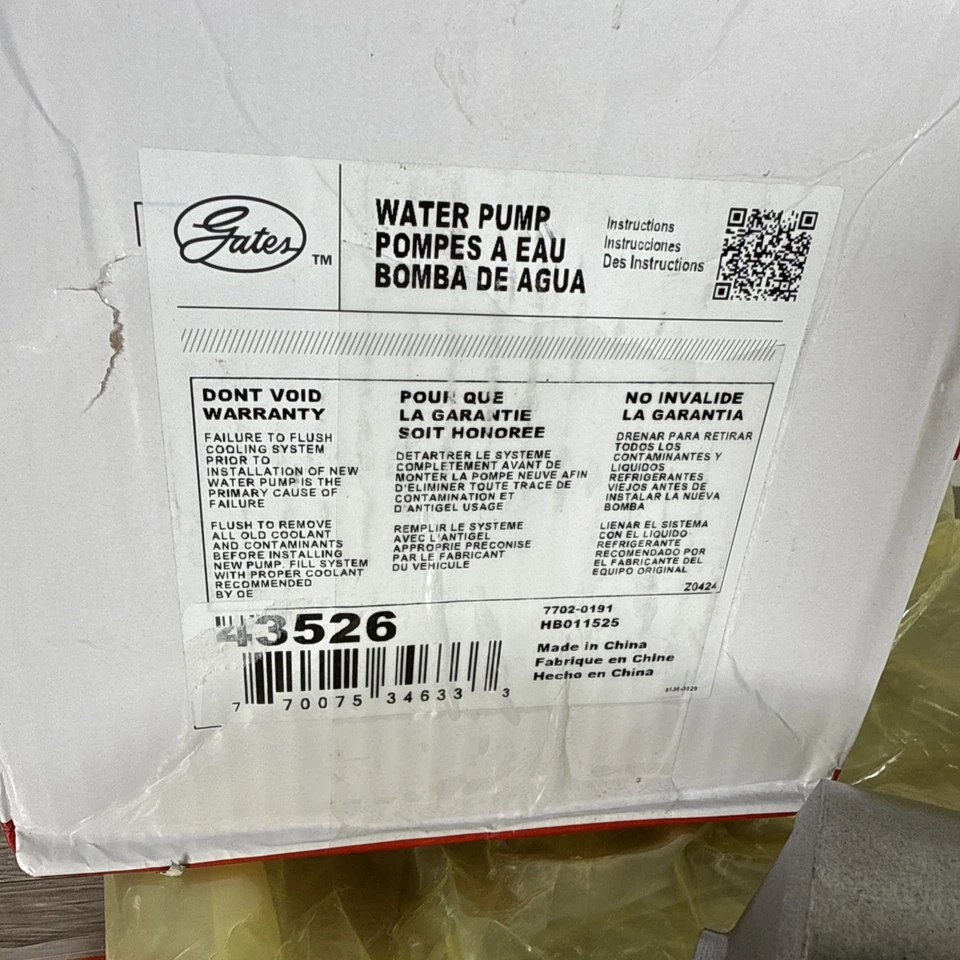 Gates TM
WATER PUMP
POMPES A EAU
BOMBA DE AGUA
Instructions
Instrucciones
Des Instructions
DONT VOID
WARRANTY
FAILURE TO FLUSH
COOLING SYSTEM
PRIOR TO
INSTALLATION OF NEW
WATER PUMP IS THE
PRIMARY CAUSE OF
FAILURE
FLUSH TO REMOVE
ALL OLD COOLANT
AND CONTAMINANTS
BEFORE INSTALLING
NEW PUMP. FILL SYSTEM
WITH PROPER COOLANT
RECOMMENDED
BY OE
POUR QUE
LA GARANTIE
SOIT HONOREE
DETARTRER LE SYSTEME
COMPLETEMENT AVANT DE
MONTER LA POMPE NEUVE AFIN
D'ELIMINER TOUTE TRACE DE
CONTAMINATION ET
D'ANTIGEL USAGE
REMPLIR LE SYSTEME
AVEC L'ANTIGEL
APPROPRIE PRECONISE
PAR LE FABRICANT
DU VEHICULE
NO INVALIDE
LA GARANTIA
DRENAR PARA RETIRAR
TODOS LOS
CONTAMINANTES Y
LIQUIDOS
REFRIGERANTES
VIEJOS ANTES DE
INSTALAR LA NUEVA
BOMBA
LIENAR EL SISTEMA
CON EL LIQUIDO
REFRIGERANTE
RECOMENDADO POR
EL FABRICANTE DEL
EQUIPO ORIGINAL
Z0424
43526
7 70075 34633 3
7702-0191
HB011525
Made in China
Fabrique en Chine
Hecho en China